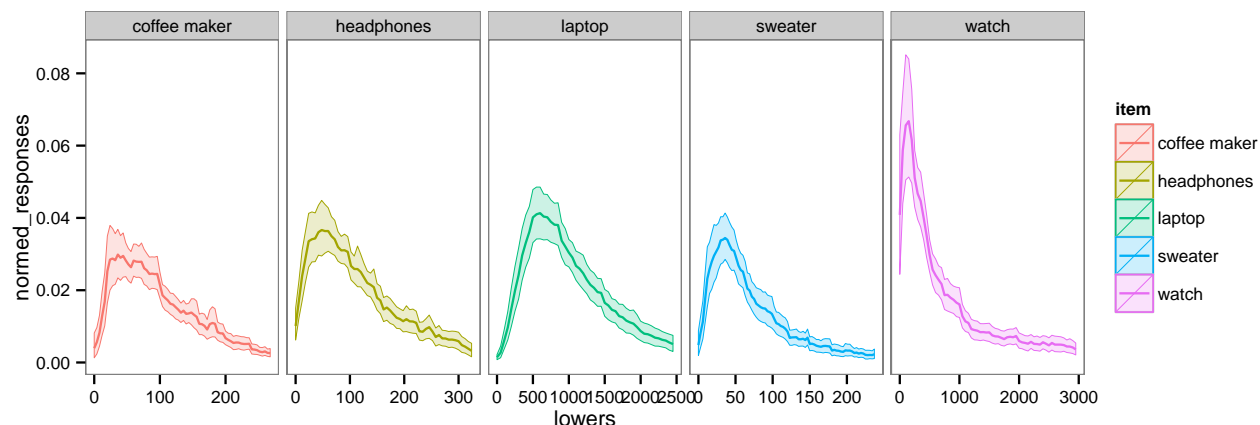 coffee maker headphones laptop sweater watch
normed_responses
0.08
0.06
0.04
0.02
0.00
0 100 200 0 100 200 300 0 500 1000 1500 2000 2500 0 50 100 150 200 0 1000 2000 3000
lowers
item
coffee maker
headphones
laptop
sweater
watch